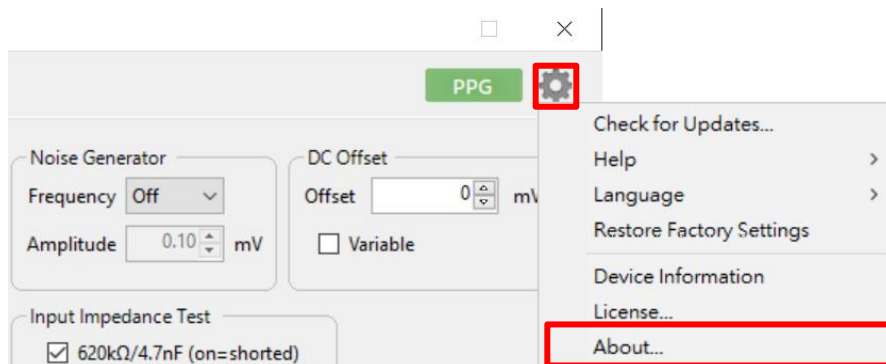 PPG
Check for Updates...
Help
Language
Restore Factory Settings
Device Information
License...
About...
Noise Generator
Frequency Off
Amplitude 0.10 mV
DC Offset
Offset 0
Variable
Input Impedance Test
620kΩ/4.7nF (on=shorted)